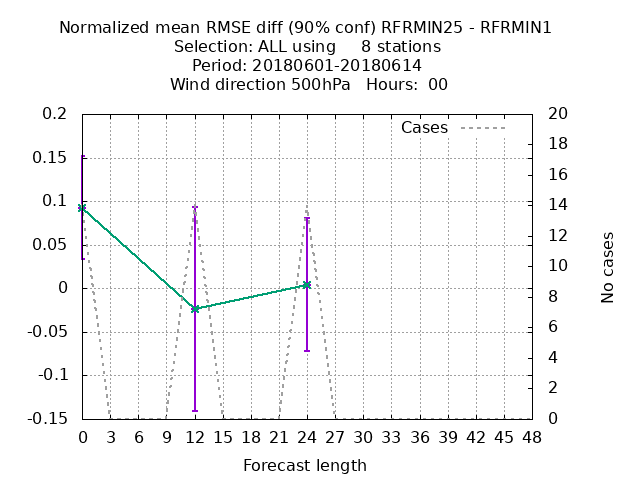 Normalized mean RMSE diff (90% conf) RFRMIN25 - RFRMIN1
Selection: ALL using 8 stations
Period: 20180601-20180614
Wind direction 500hPa Hours: 00
Cases
0.2
0.15
0.1
0.05
0
-0.05
-0.1
-0.15
20
18
16
14
12
10
8
6
4
2
0
No cases
0 3 6 9 12 15 18 21 24 27 30 33 36 39 42 45 48
Forecast length